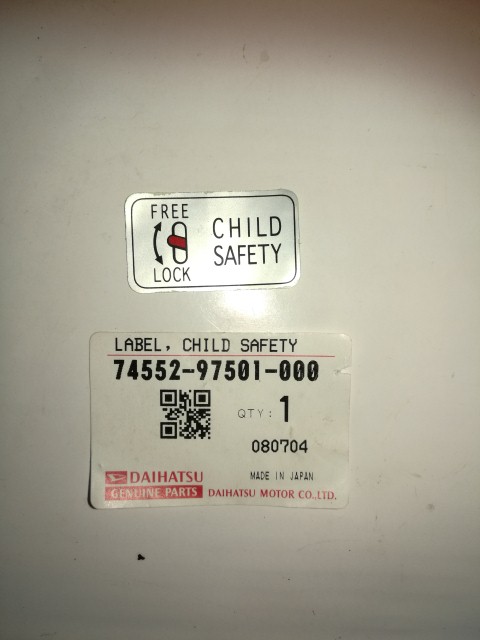 FREE
LOCK
CHILD
SAFETY
LABEL, CHILD SAFETY
74552-97501-000
QTY: 1
080704
DAIHATSU
GENUINE PARTS
MADE IN JAPAN
DAIHATSU MOTOR CO.,LTD.